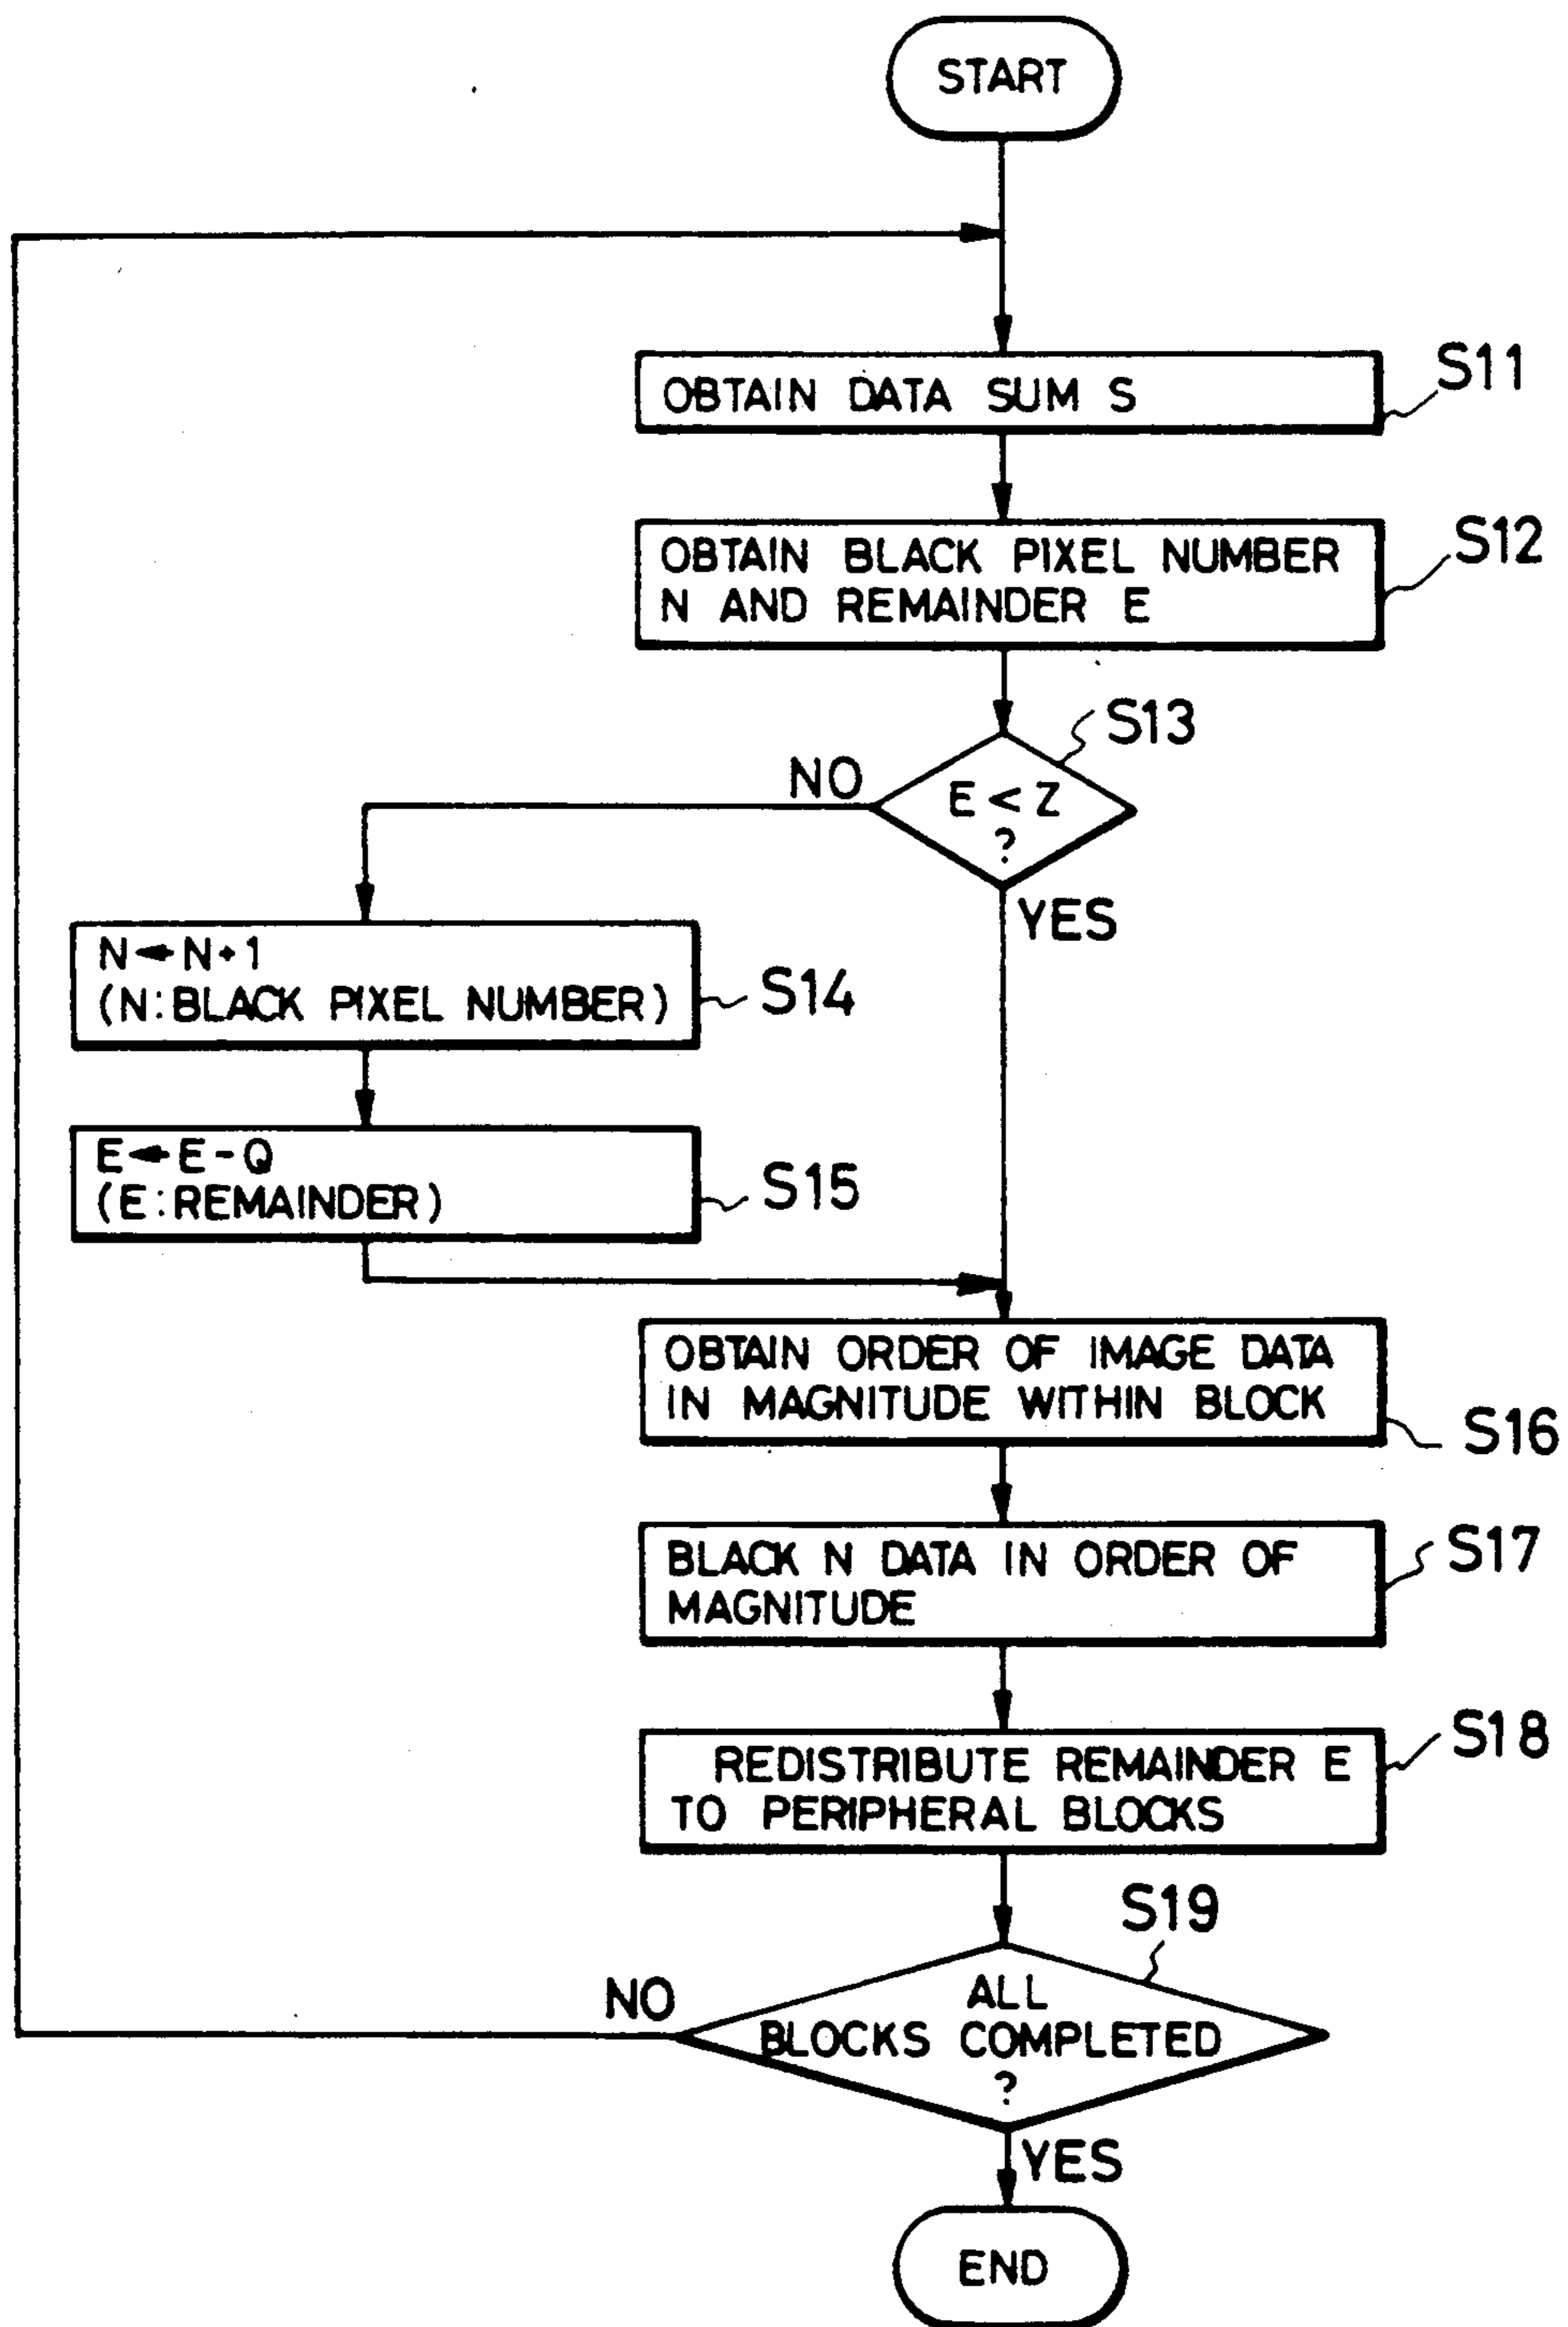 START
OBTAIN DATA SUM S
S11
OBTAIN BLACK PIXEL NUMBER
N AND REMAINDER E
S12
S13
NO
E < Z
?
YES
N←N+1
(N:BLACK PIXEL NUMBER)
S14
E←E-Q
(E:REMAINDER)
S15
OBTAIN ORDER OF IMAGE DATA
IN MAGNITUDE WITHIN BLOCK
S16
BLACK N DATA IN ORDER OF
MAGNITUDE
S17
REDISTRIBUTE REMAINDER E
TO PERIPHERAL BLOCKS
S18
S19
NO
ALL
BLOCKS COMPLETED
?
YES
END